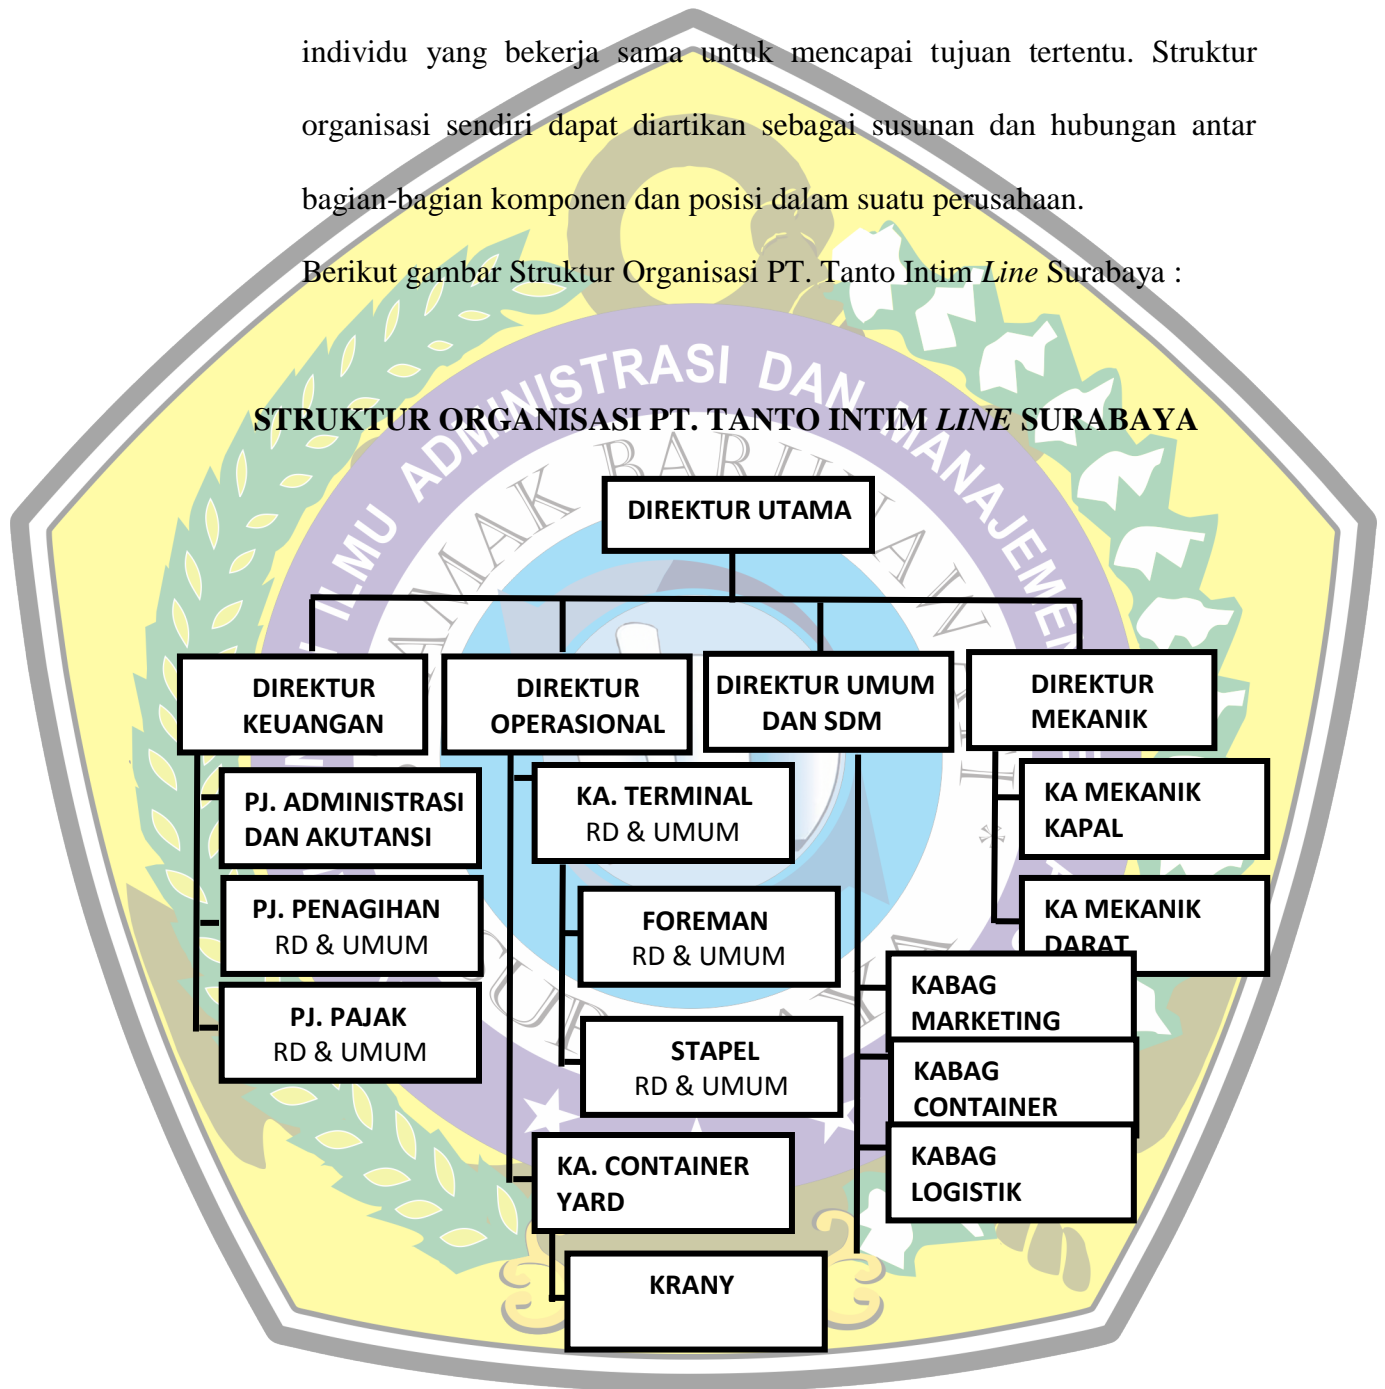 individu yang bekerja sama untuk mencapai tujuan tertentu. Struktur
organisasi sendiri dapat diartikan sebagai susunan dan hubungan antar
bagian-bagian komponen dan posisi dalam suatu perusahaan.
Berikut gambar Struktur Organisasi PT. Tanto Intim Line Surabaya :
STRUKTUR ORGANISASI PT. TANTO INTIM LINE SURABAYA
DIREKTUR UTAMA
DIREKTUR
KEUANGAN
DIREKTUR
OPERASIONAL
DIREKTUR UMUM
DAN SDM
DIREKTUR
MEKANIK
PJ. ADMINISTRASI
DAN AKUTANSI
PJ. PENAGIHAN
RD & UMUM
PJ. PAJAK
RD & UMUM
KA. TERMINAL
RD & UMUM
FOREMAN
RD & UMUM
STAPEL
RD & UMUM
KA. CONTAINER
YARD
KRANY
KABAG
MARKETING
KABAG
CONTAINER
KABAG
LOGISTIK
KA MEKANIK
KAPAL
KA MEKANIK
DARAT
ILMU ADMINISTRASI DAN